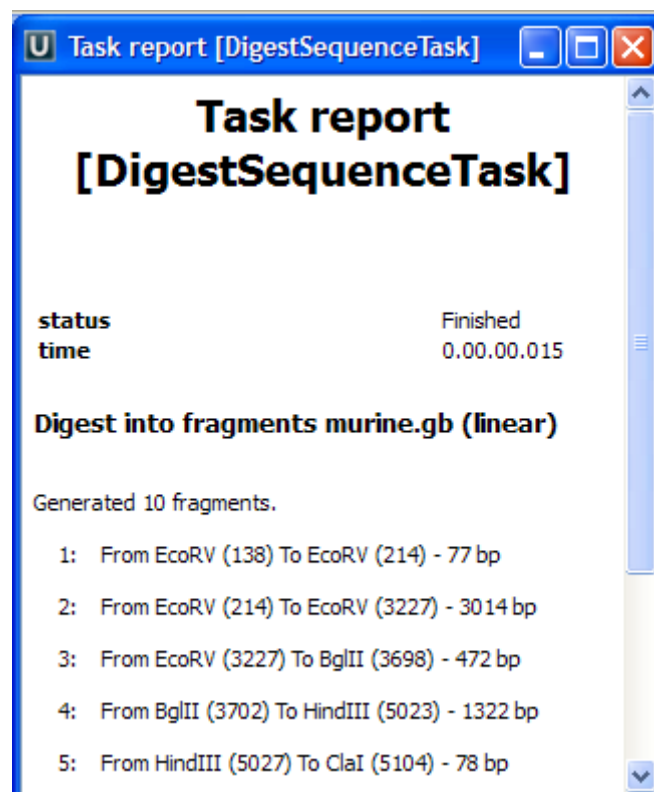 U Task report [DigestSequenceTask]
Task report
[DigestSequenceTask]
status Finished
time 0.00.00.015
Digest into fragments murine.gb (linear)
Generated 10 fragments.
1: From EcoRV (138) To EcoRV (214) - 77 bp
2: From EcoRV (214) To EcoRV (3227) - 3014 bp
3: From EcoRV (3227) To BglII (3698) - 472 bp
4: From BglII (3702) To HindIII (5023) - 1322 bp
5: From HindIII (5027) To ClaI (5104) - 78 bp